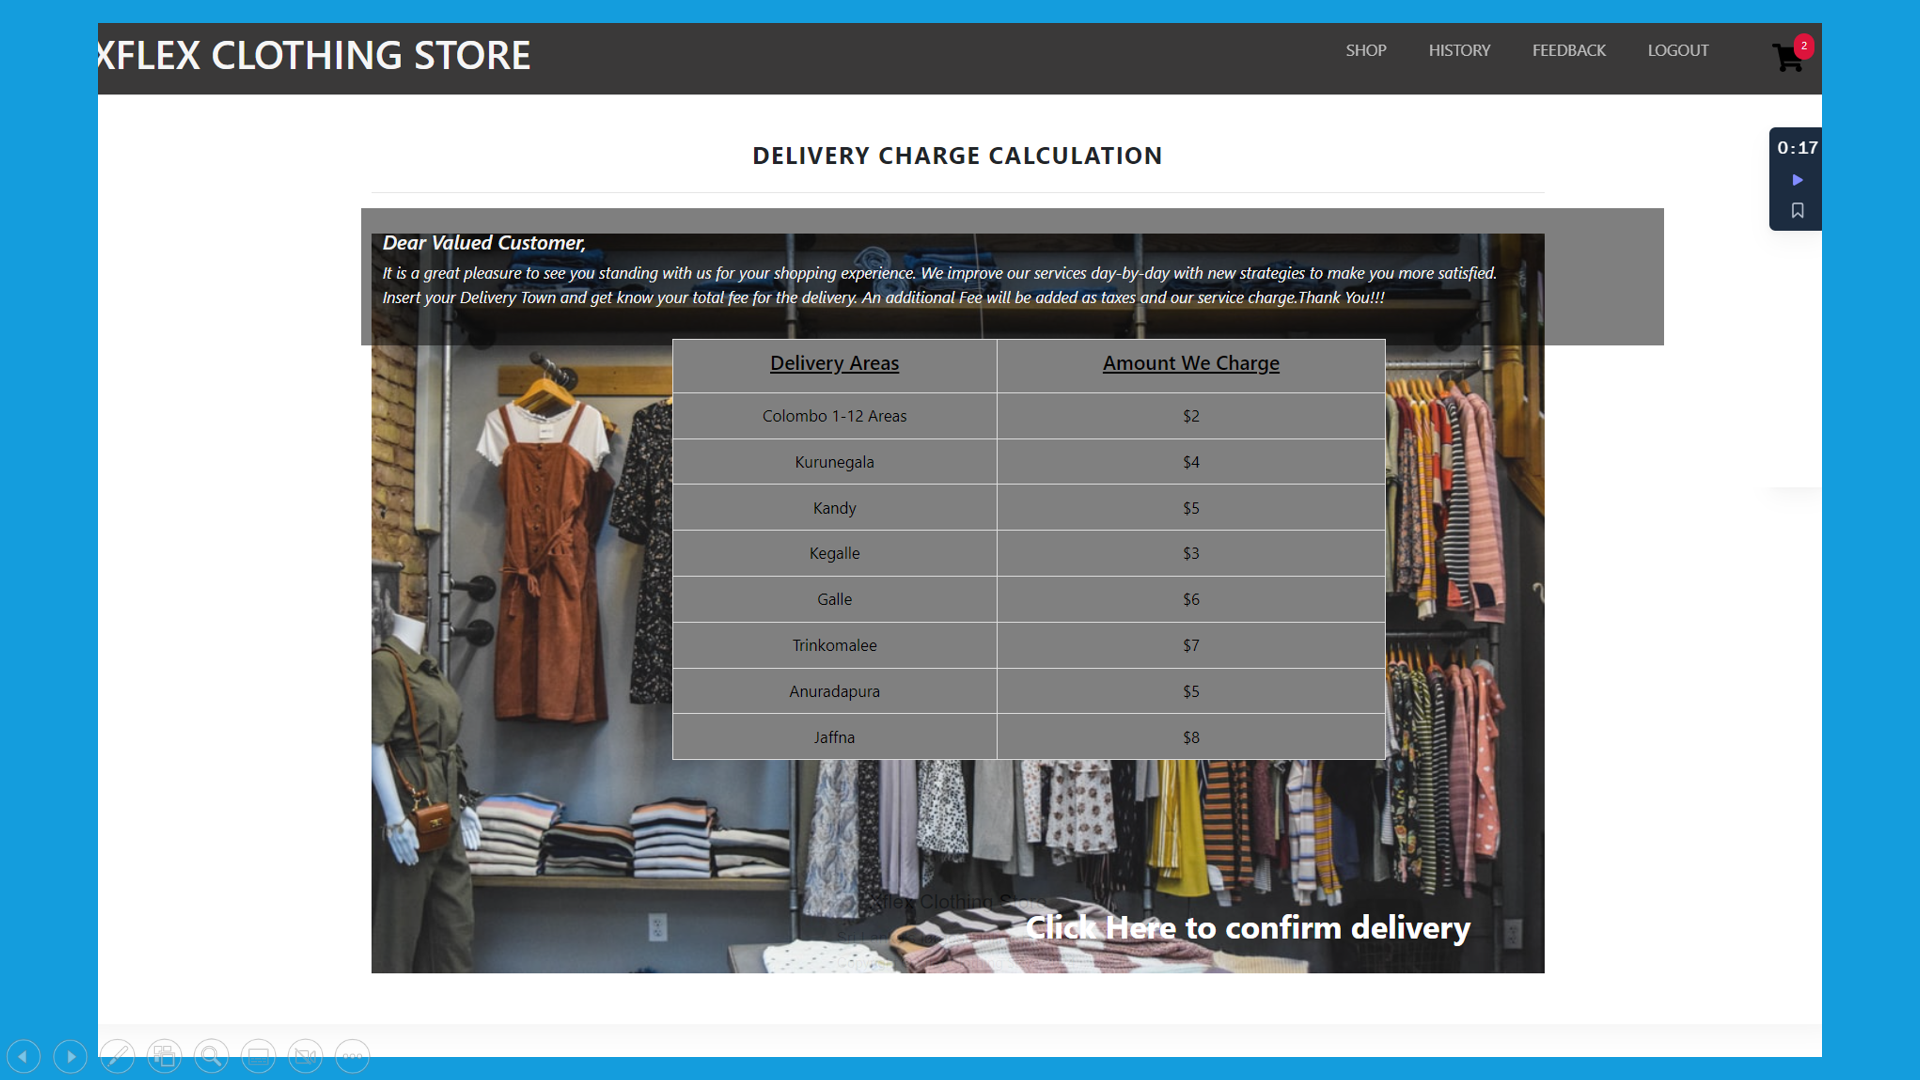 XFLEX CLOTHING STORE
SHOP HISTORY FEEDBACK LOGOUT 2
DELIVERY CHARGE CALCULATION
0:17
Dear Valued Customer,
It is a great pleasure to see you standing with us for your shopping experience. We improve our services day-by-day with new strategies to make you more satisfied.
Insert your Delivery Town and get know your total fee for the delivery. An additional Fee will be added as taxes and our service charge.Thank You!!!
Delivery Areas Amount We Charge
Colombo 1-12 Areas $2
Kurunegala $4
Kandy $5
Kegalle $3
Galle $6
Trinkomalee $7
Anuradapura $5
Jaffna $8
Clothing Store
Click Here to confirm delivery